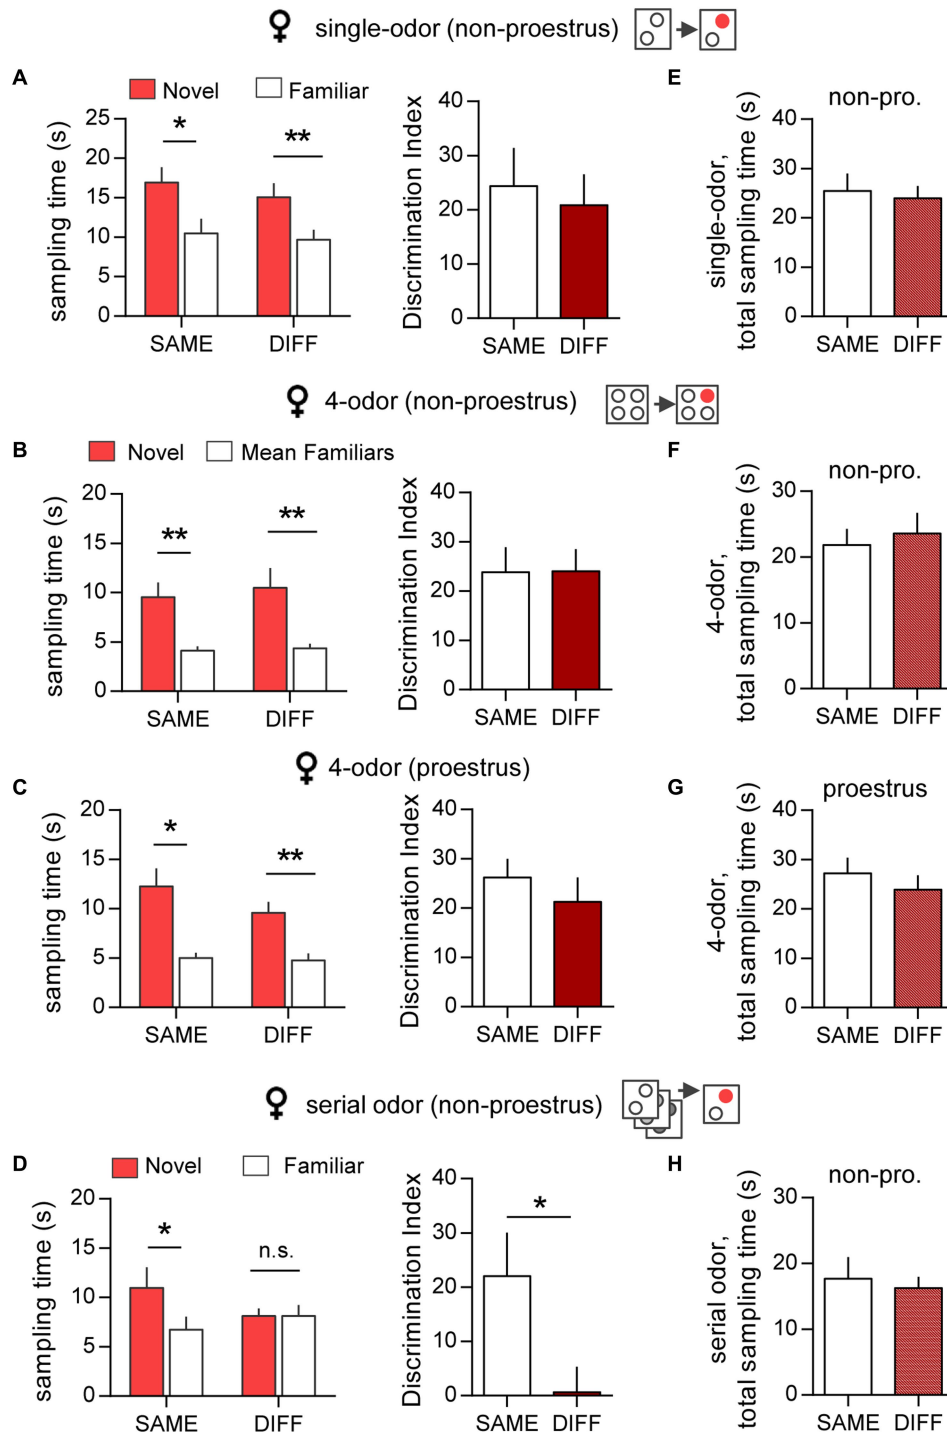 ♀ single-odor (non-proestrus)
A
Novel
Familiar
sampling time (s)
25
20
15
10
5
0
*
**
SAME
DIFF
Discrimination Index
40
30
20
10
0
SAME
DIFF
E
non-pro.
single-odor,
total sampling time (s)
40
30
20
10
0
SAME
DIFF
♀ 4-odor (non-proestrus)
B
Novel
Mean Familiars
sampling time (s)
20
15
10
5
0
**
**
SAME
DIFF
Discrimination Index
40
30
20
10
0
SAME
DIFF
F
non-pro.
4-odor,
total sampling time (s)
30
20
10
0
SAME
DIFF
♀ 4-odor (proestrus)
C
sampling time (s)
20
15
10
5
0
*
**
SAME
DIFF
Discrimination Index
40
30
20
10
0
SAME
DIFF
G
proestrus
4-odor,
total sampling time (s)
40
30
20
10
0
SAME
DIFF
♀ serial odor (non-proestrus)
D
Novel
Familiar
sampling time (s)
20
15
10
5
0
*
n.s.
SAME
DIFF
Discrimination Index
40
30
20
10
0
*
SAME
DIFF
H
non-pro.
serial odor,
total sampling time (s)
30
20
10
0
SAME
DIFF